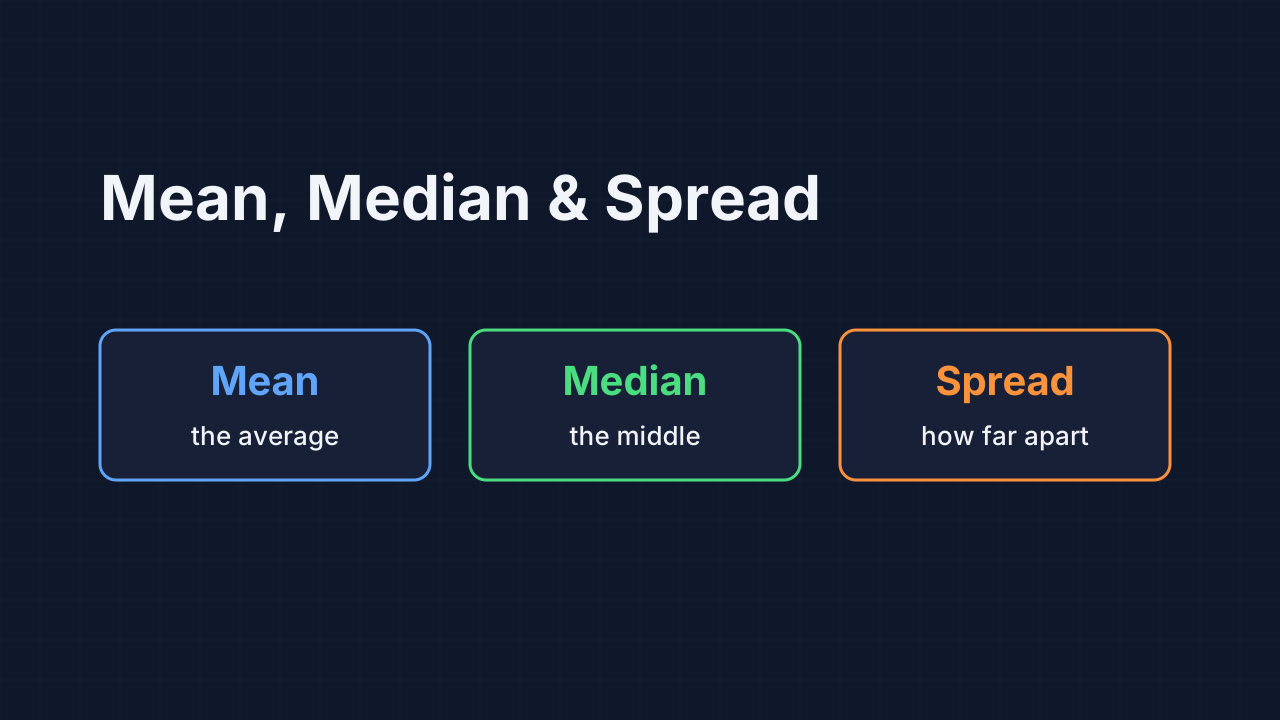 Mean, Median & Spread
Mean
the average
Median
the middle
Spread
how far apart